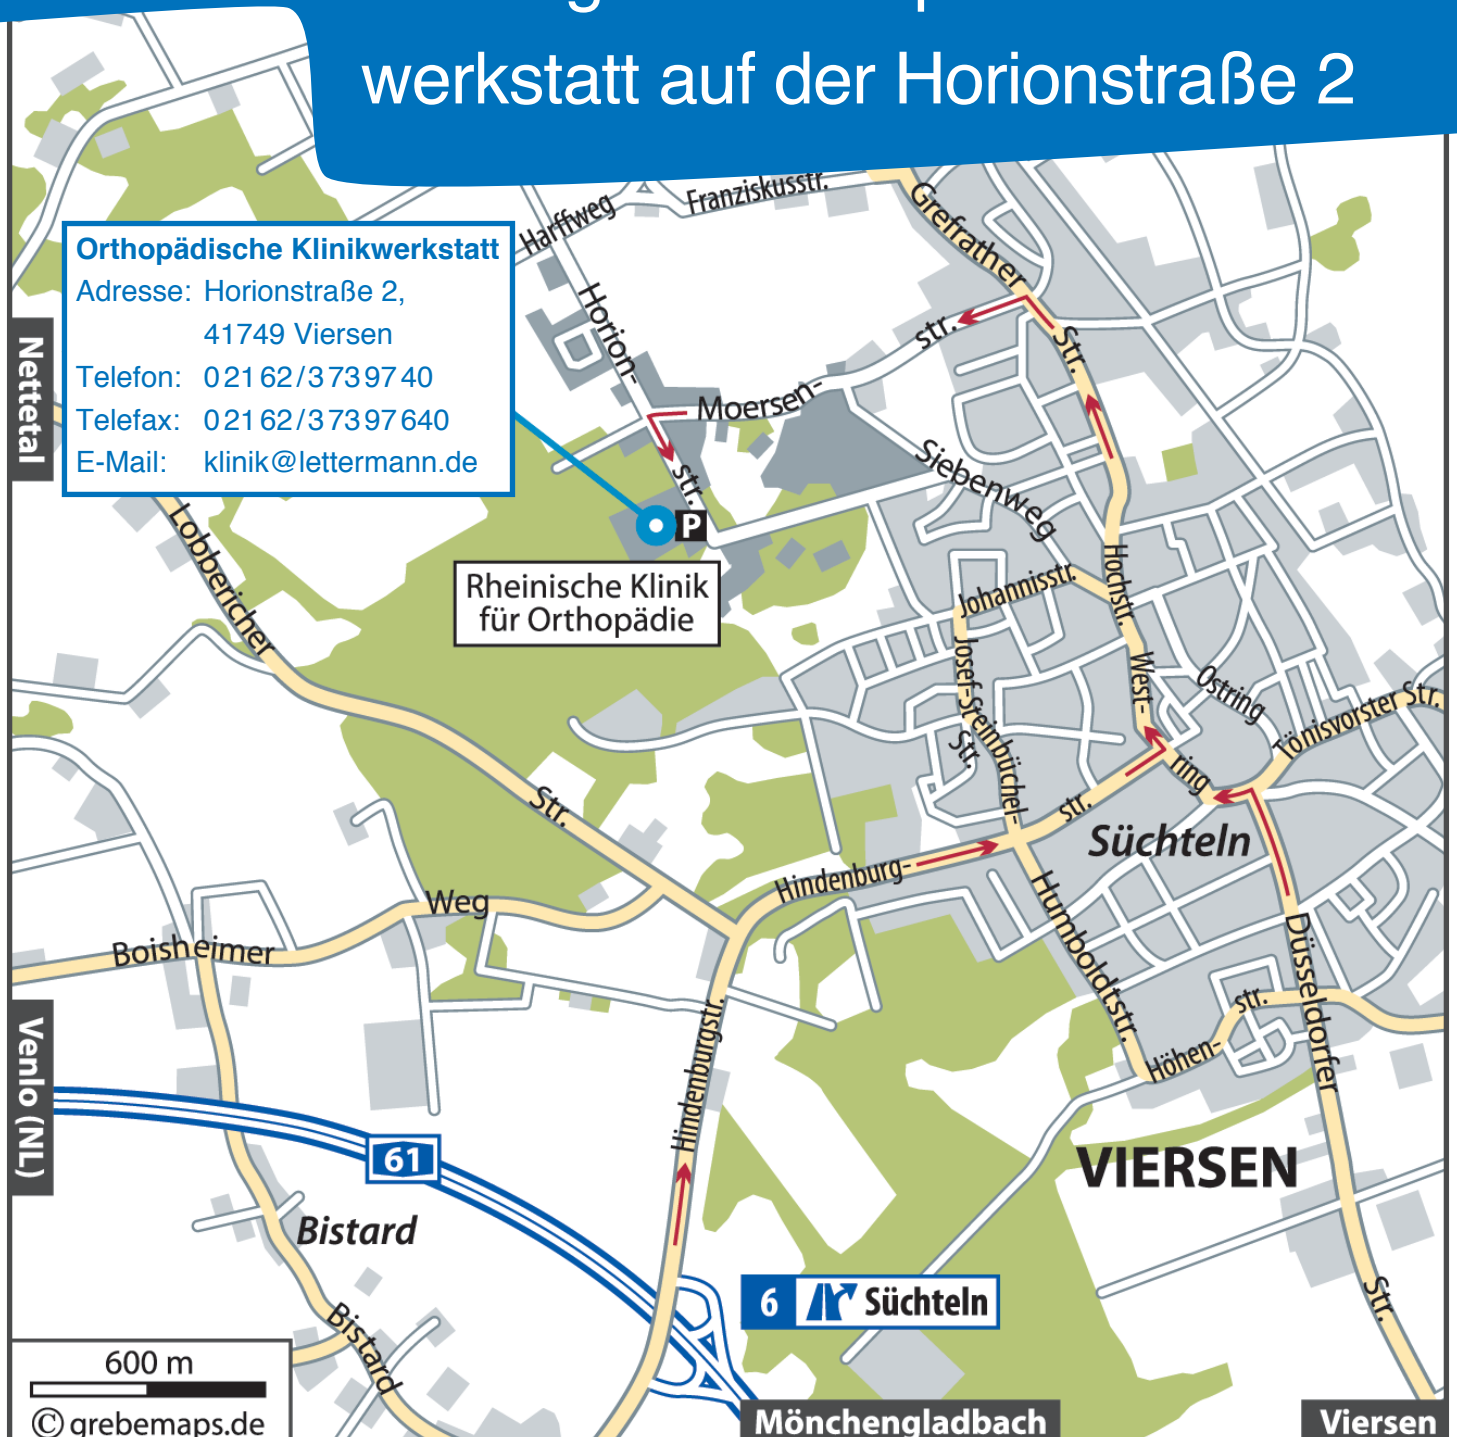 werkstatt auf der Horionstraße 2
Franziskusstr.
Harffweg
Grefrather
Str.
Orthopädische Klinikwerkstatt
Adresse: Horionstraße 2,
41749 Viersen
Telefon: 02162/3739740
Telefax: 02162/37397640
E-Mail: klinik@lettermann.de
Horion-
str.
Moersen-
str.
Nettetal
Siebenweg
P
Rheinische Klinik
für Orthopädie
Lobbericher
Str.
Johannisstr.
Hochstr.
Josef-Steinbüchel-
Str.
West-
ring
Ostring
Tönisvorster Str.
Hindenburg-
str.
Süchteln
Weg
Boisheimer
Humboldtstr.
Düsseldorfer
Str.
Höhen-
str.
Hindenburgstr.
Venlo (NL)
61
VIERSEN
Bistard
6 Süchteln
Bistard
600 m
© grebemaps.de
Mönchengladbach
Viersen